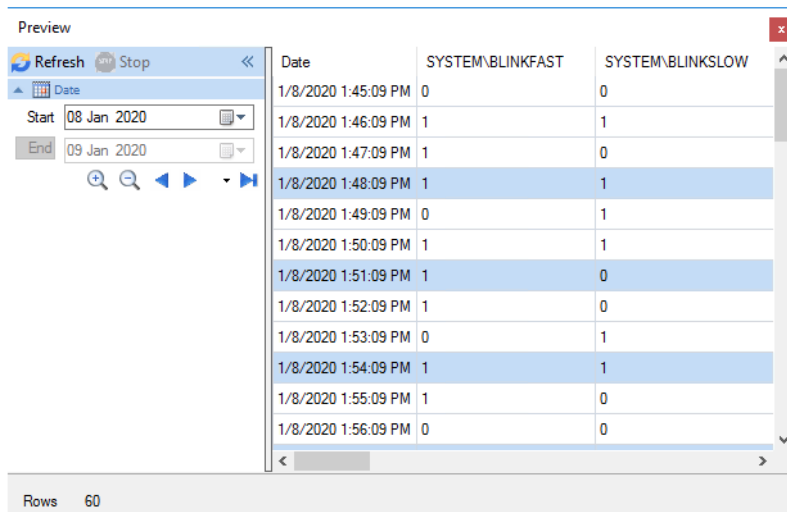 Preview
x
Refresh Stop «
Date
Start 08 Jan 2020
End 09 Jan 2020
Date SYSTEM\BLINKFAST SYSTEM\BLINKSLOW
1/8/2020 1:45:09 PM 0 0
1/8/2020 1:46:09 PM 1 1
1/8/2020 1:47:09 PM 1 0
1/8/2020 1:48:09 PM 1 1
1/8/2020 1:49:09 PM 0 1
1/8/2020 1:50:09 PM 1 1
1/8/2020 1:51:09 PM 1 0
1/8/2020 1:52:09 PM 1 0
1/8/2020 1:53:09 PM 0 1
1/8/2020 1:54:09 PM 1 1
1/8/2020 1:55:09 PM 1 0
1/8/2020 1:56:09 PM 0 0
Rows 60